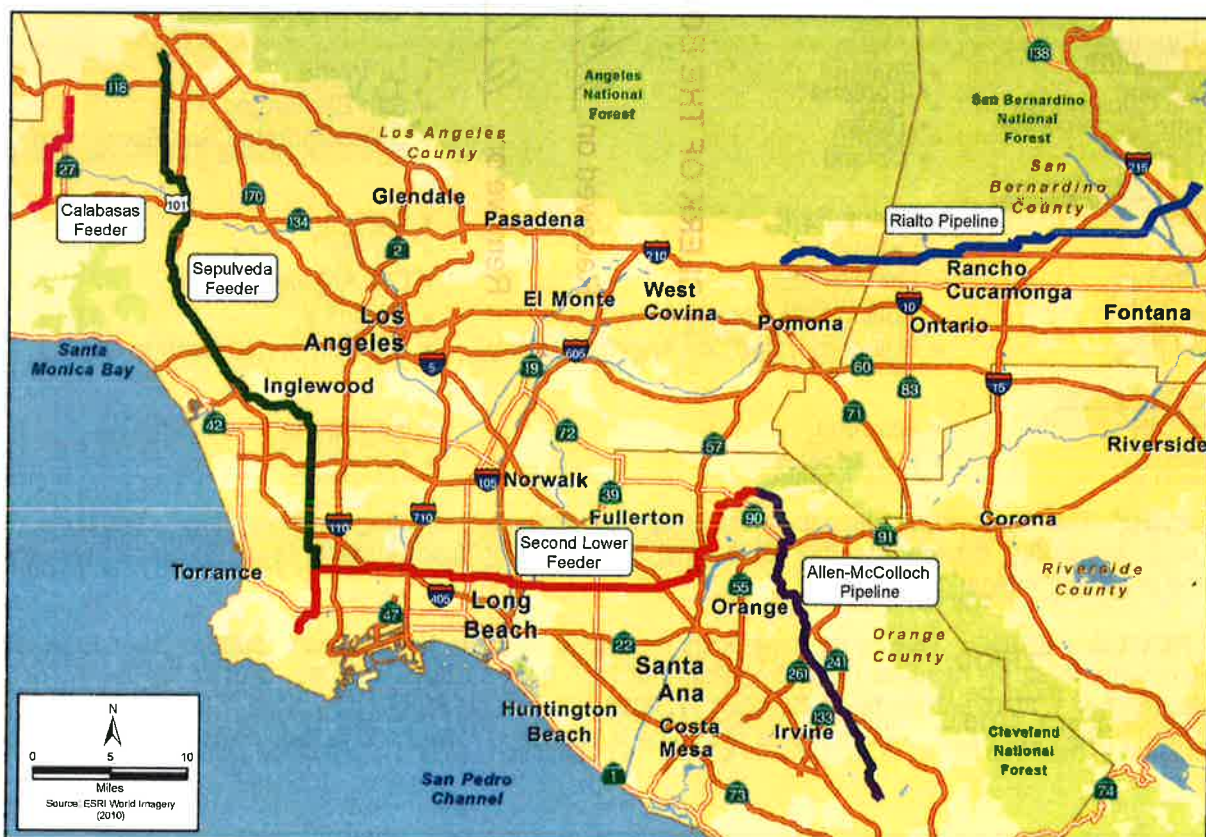 138
Angeles
National
Forest
San Bernardino
National
Forest
118
Los Angeles
County
215
San
Bernardino
County
27
Glendale
170
101
134
Calabasas
Feeder
Pasadena
Rialto Pipeline
2
210
Sepulveda
Feeder
Rancho
Cucamonga
West
Covina
El Monte
10
Los
Angeles
Pomona
Ontario
Fontana
5
605
19
60
Santa
Monica Bay
83
15
Inglewood
71
42
72
57
Riverside
105
Norwalk
39
110
710
Fullerton
90
91
Corona
Second Lower
Feeder
Torrance
Allen-McColloch
Pipeline
Riverside
County
405
55
47
Long
Beach
Orange
Orange
County
22
Santa
Ana
261
241
N
Huntington
Beach
133
Costa
Mesa
Irvine
Cleveland
National
Forest
0 5 10
Miles
Source: ESRI World Imagery
(2010)
San Pedro
Channel
1
73
74